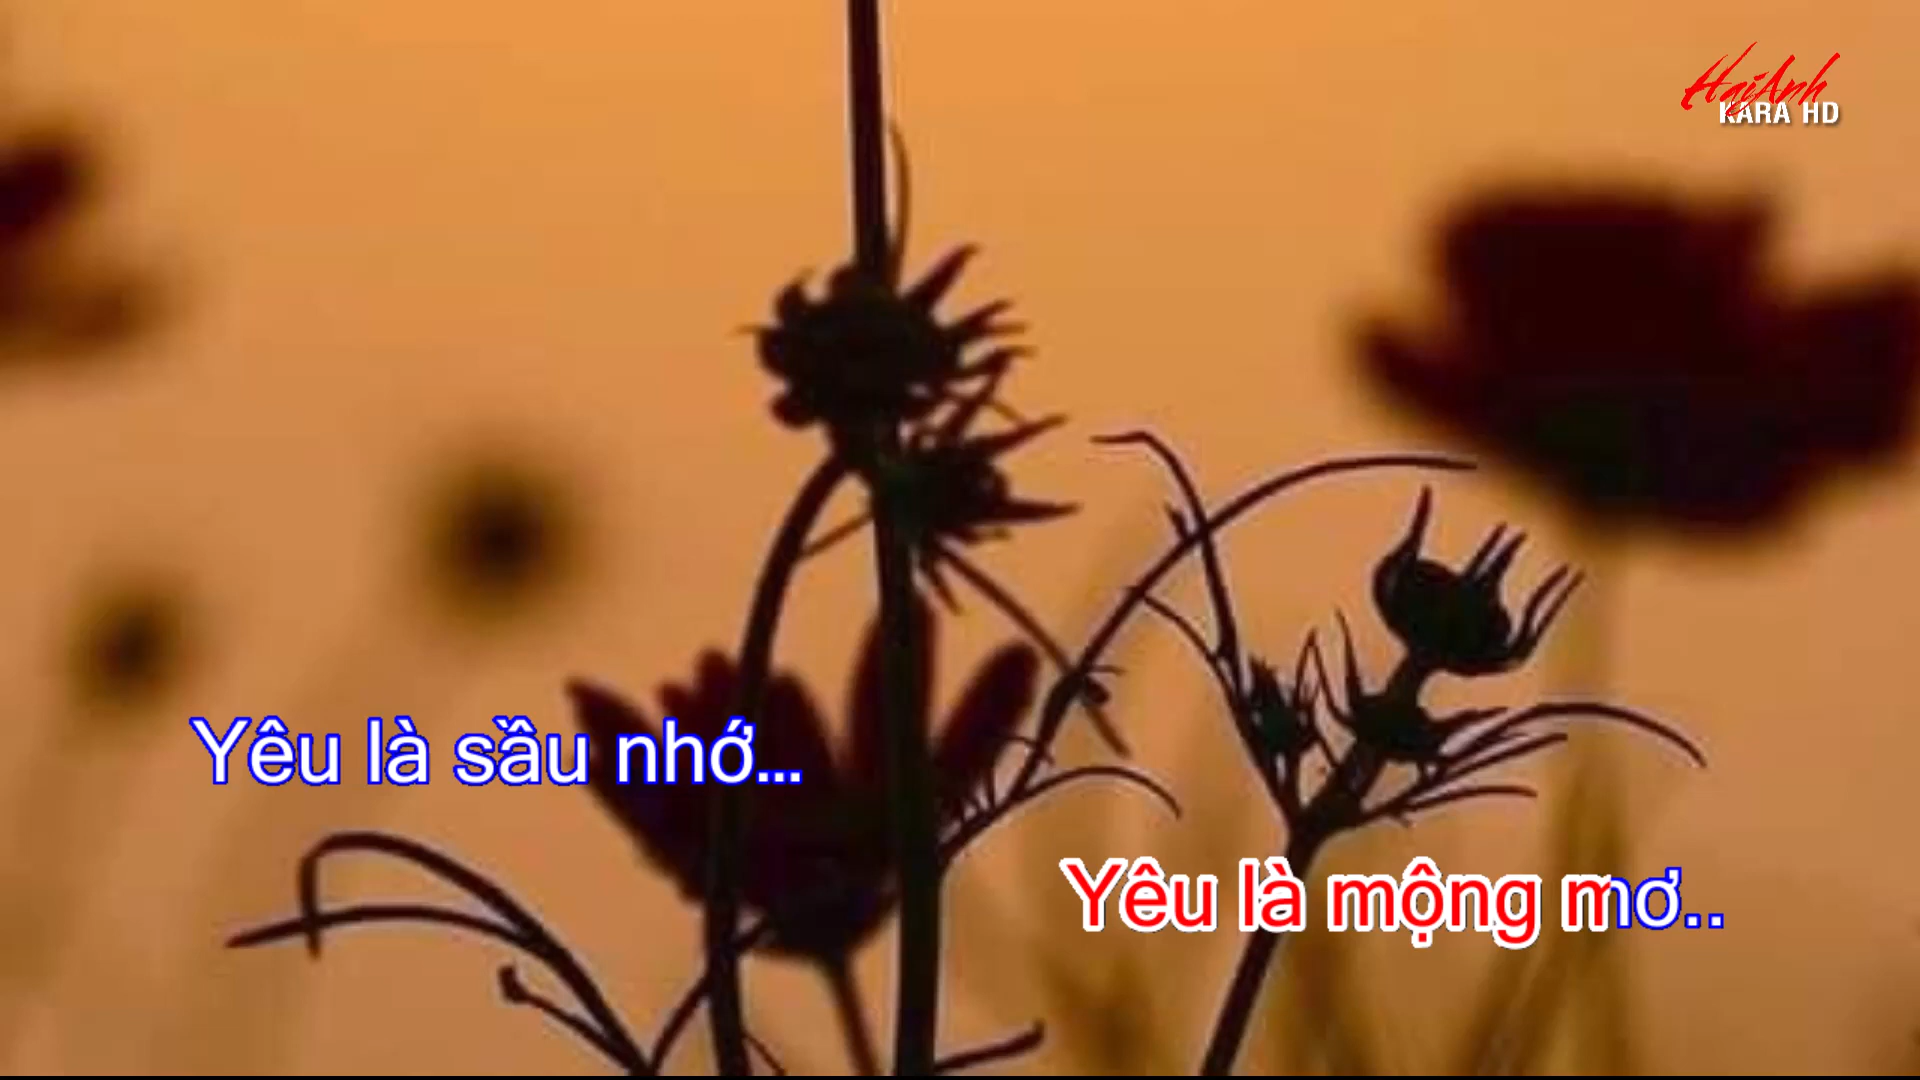 HaiAnh
KARA HD
Yêu là sầu nhớ...
Yêu là mộng mơ..